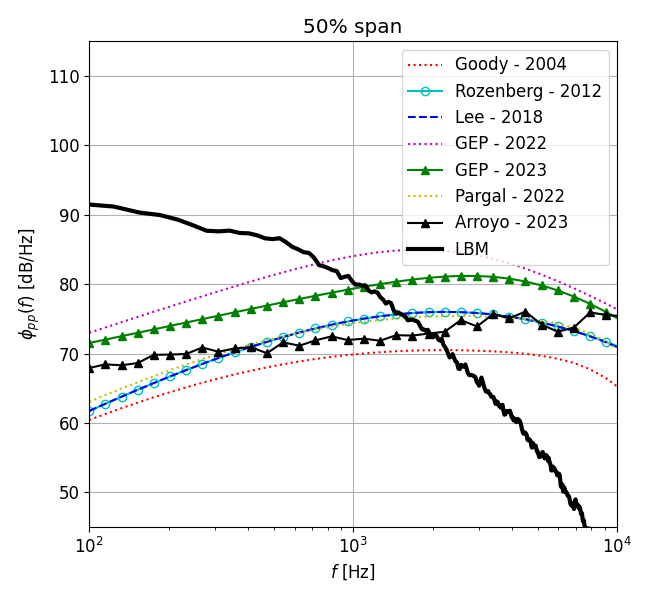 50% span
Goody - 2004
Rozenberg - 2012
Lee - 2018
GEP - 2022
GEP - 2023
Pargal - 2022
Arroyo - 2023
LBM
ϕ_pp(f) [dB/Hz]
110
100
90
80
70
60
50
10²
10³
10⁴
f [Hz]